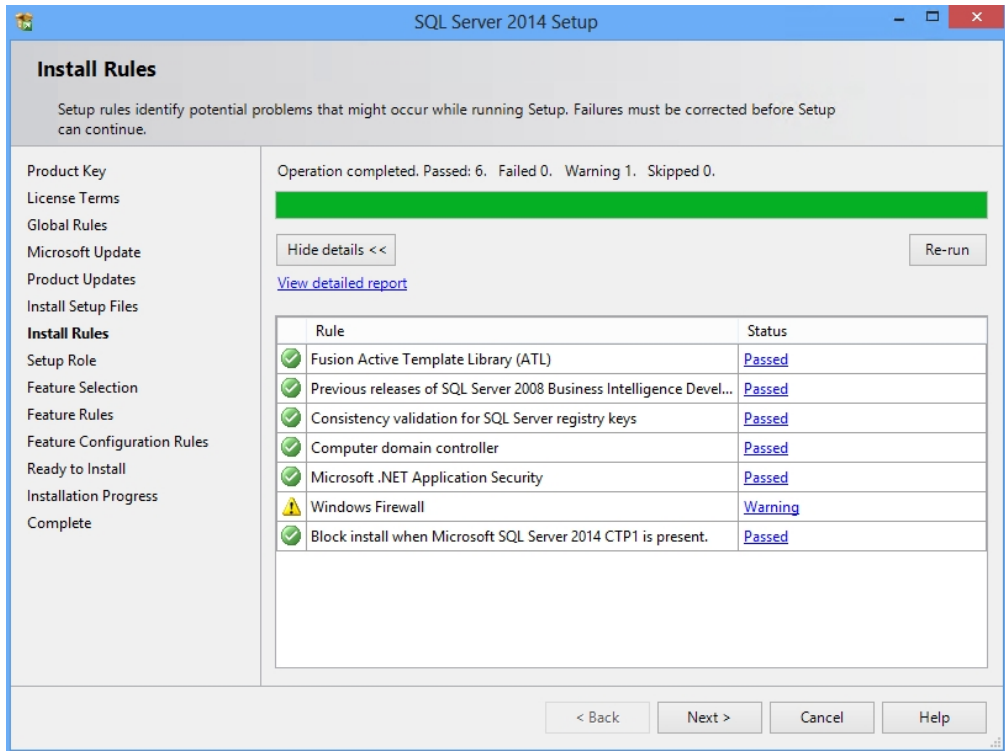 SQL Server 2014 Setup
Install Rules
Setup rules identify potential problems that might occur while running Setup. Failures must be corrected before Setup
can continue.
Product Key
License Terms
Global Rules
Microsoft Update
Product Updates
Install Setup Files
Install Rules
Setup Role
Feature Selection
Feature Rules
Feature Configuration Rules
Ready to Install
Installation Progress
Complete
Operation completed. Passed: 6. Failed 0. Warning 1. Skipped 0.
Hide details << Re-run
View detailed report
Rule Status
Fusion Active Template Library (ATL) Passed
Previous releases of SQL Server 2008 Business Intelligence Devel... Passed
Consistency validation for SQL Server registry keys Passed
Computer domain controller Passed
Microsoft .NET Application Security Passed
Windows Firewall Warning
Block install when Microsoft SQL Server 2014 CTP1 is present. Passed
< Back Next > Cancel Help